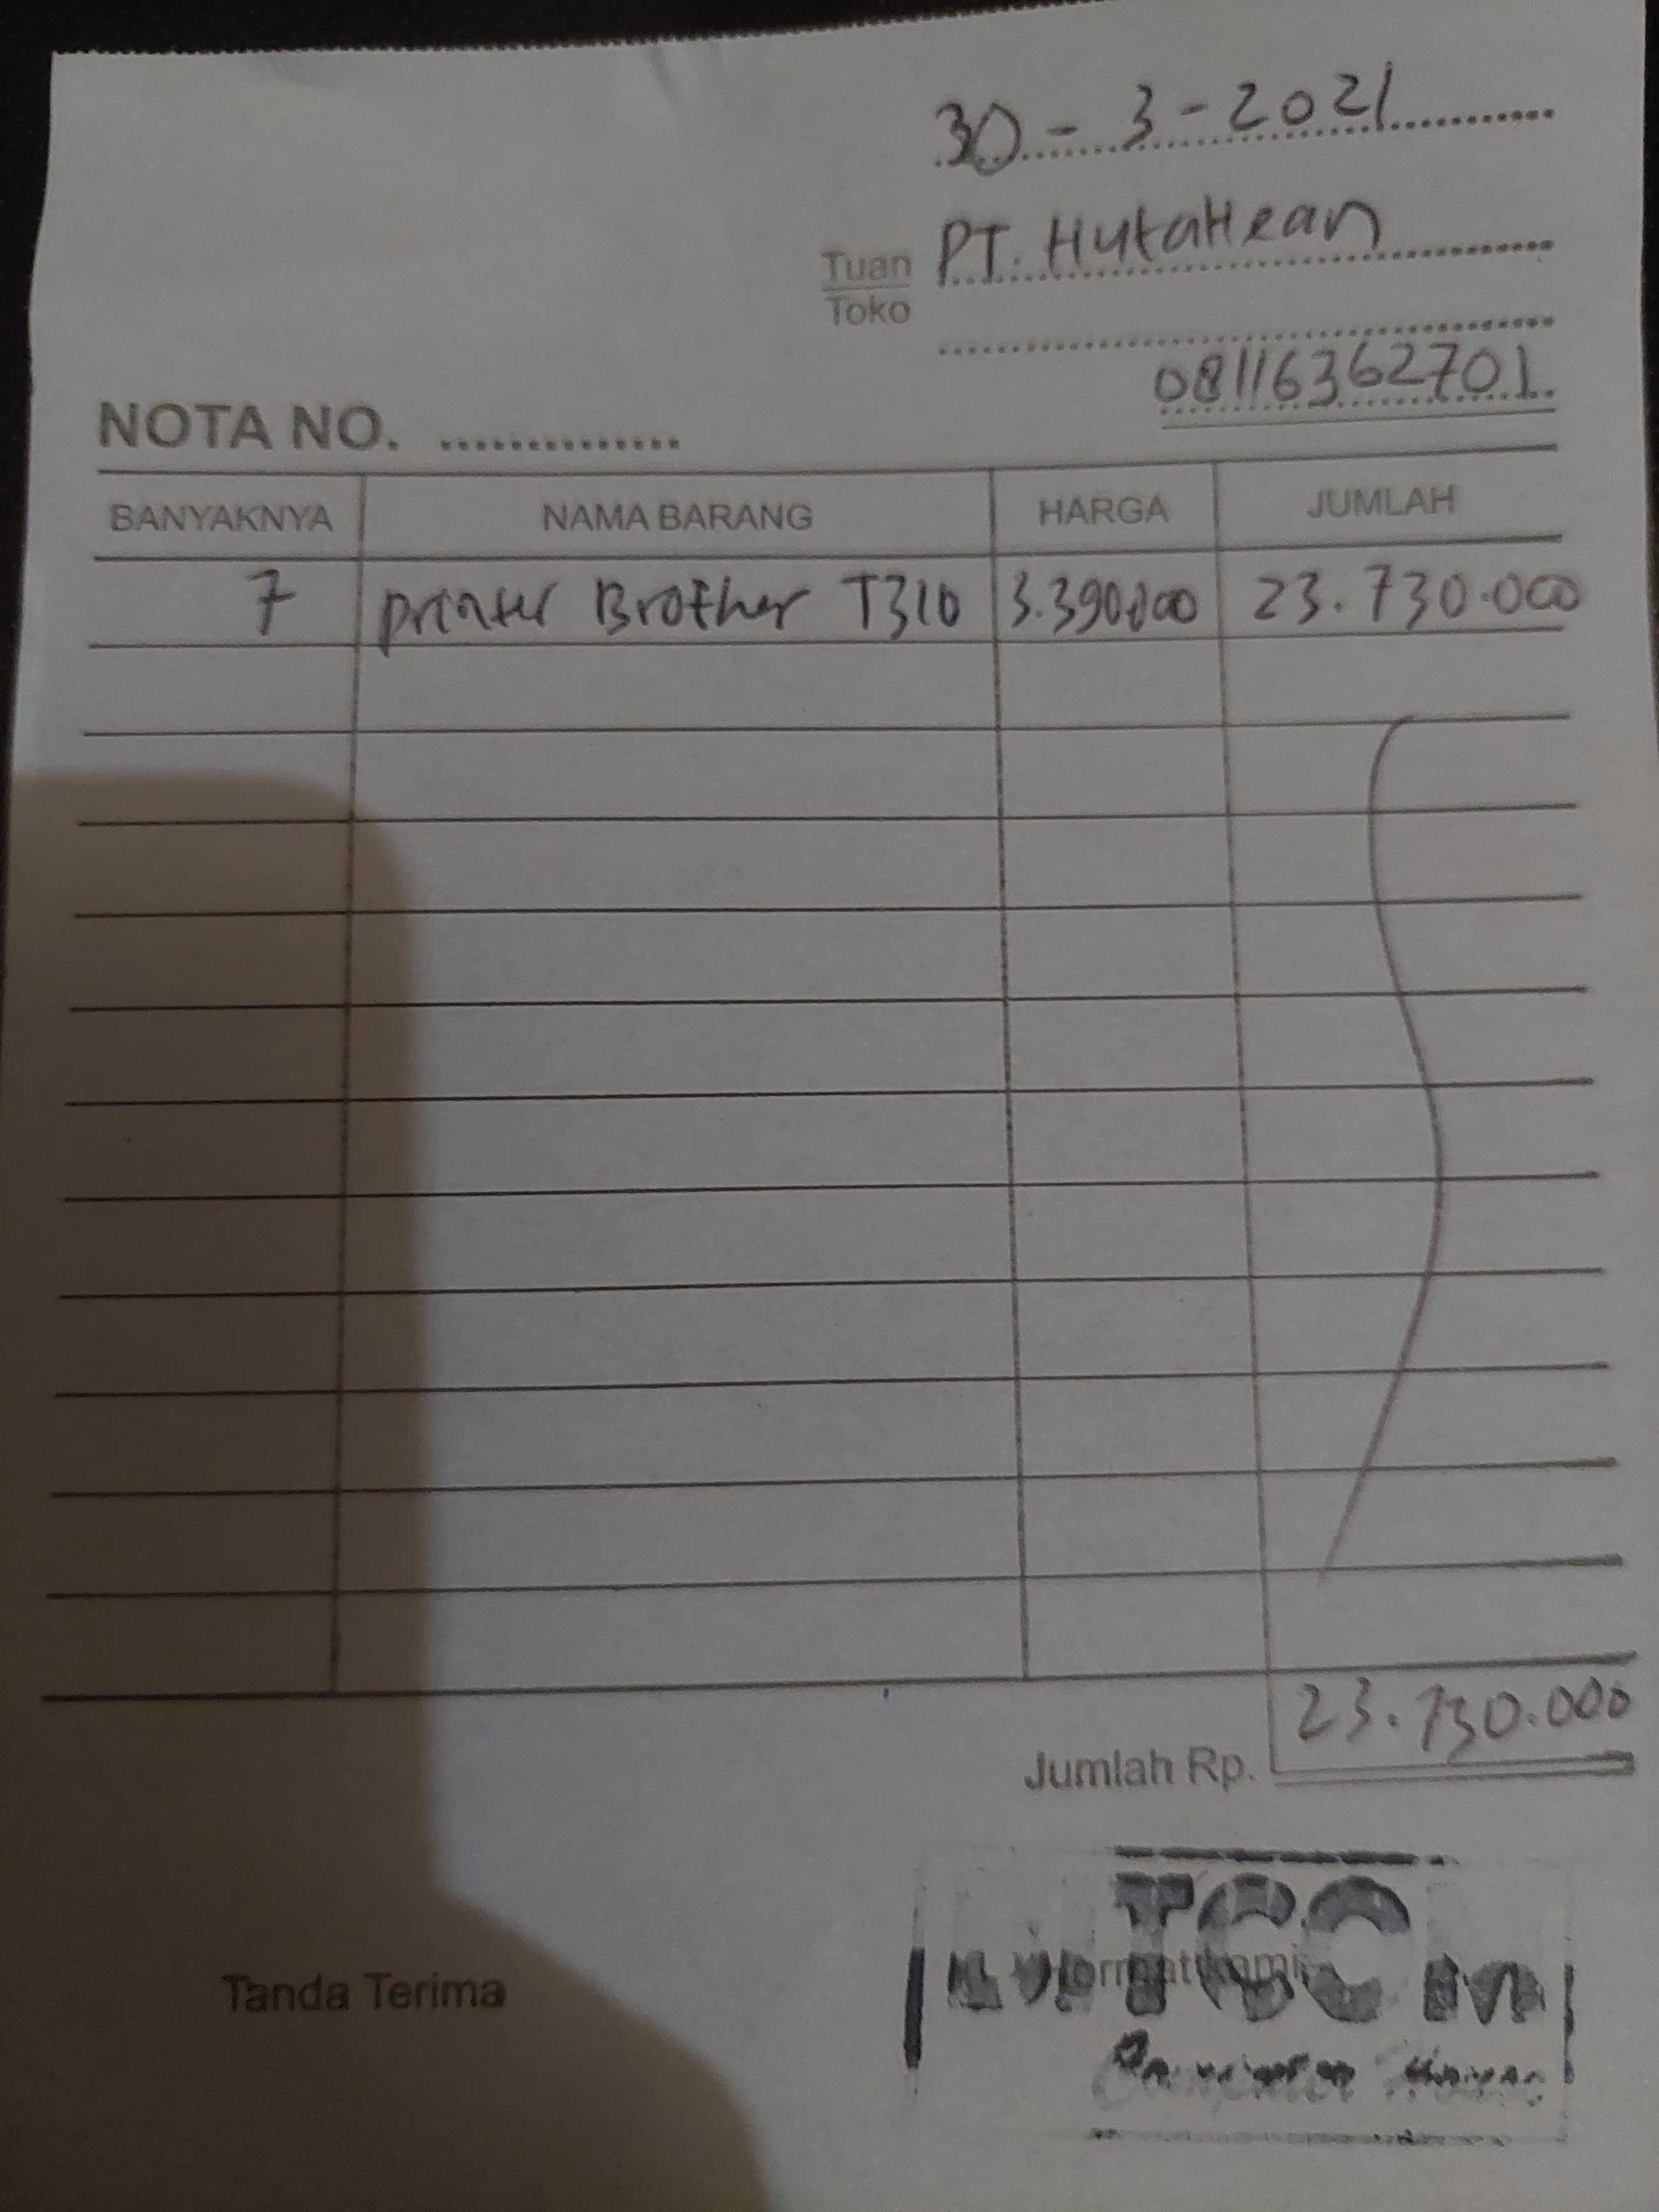 30 - 3 - 2021
Tuan PT. HutaHean
Toko
08116362701
NOTA NO. ..............
BANYAKNYA NAMA BARANG HARGA JUMLAH
7 printer Brother T310 3.390.000 23.730.000
Jumlah Rp. 23.730.000
Tanda Terima